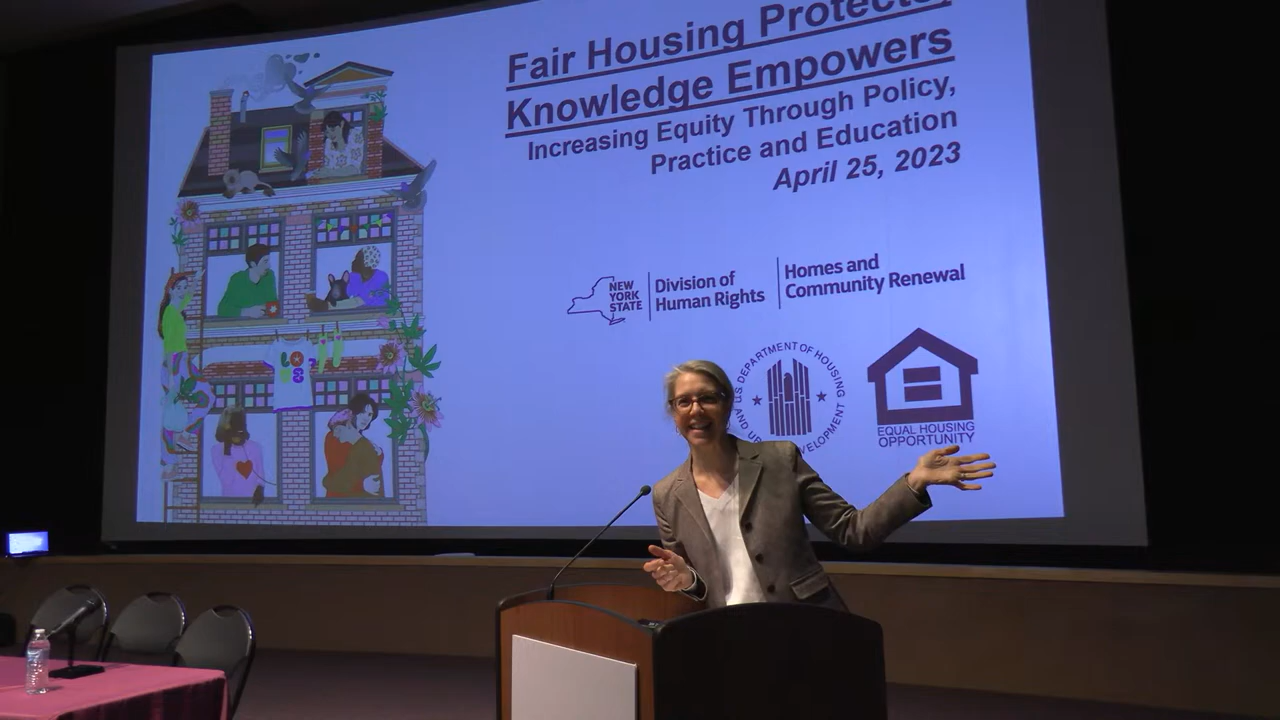 Fair Housing Protects,
Knowledge Empowers
Increasing Equity Through Policy,
Practice and Education
April 25, 2023
NEW
YORK
STATE
Division of
Human Rights
Homes and
Community Renewal
U.S. DEPARTMENT OF HOUSING
AND DEVELOPMENT
EQUAL HOUSING
OPPORTUNITY